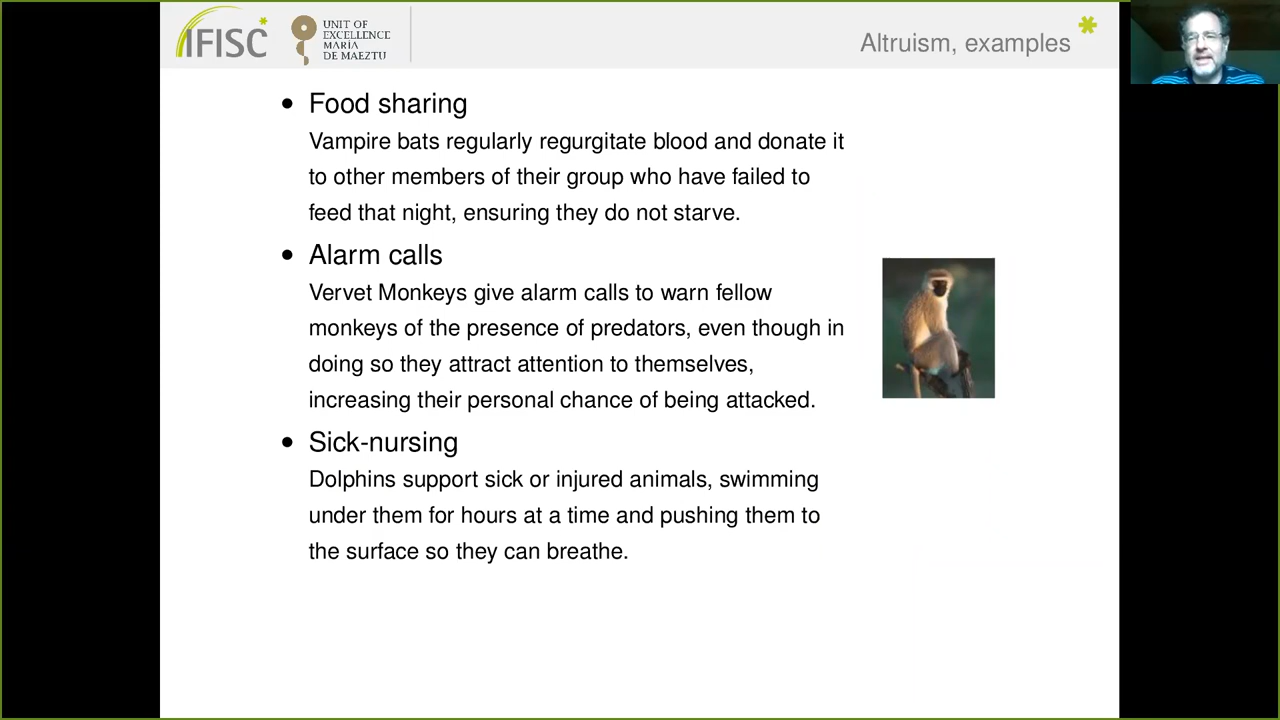 IFISC
UNIT OF
EXCELLENCE
MARÍA
DE MAEZTU
Altruism, examples
• Food sharing
Vampire bats regularly regurgitate blood and donate it
to other members of their group who have failed to
feed that night, ensuring they do not starve.
• Alarm calls
Vervet Monkeys give alarm calls to warn fellow
monkeys of the presence of predators, even though in
doing so they attract attention to themselves,
increasing their personal chance of being attacked.
• Sick-nursing
Dolphins support sick or injured animals, swimming
under them for hours at a time and pushing them to
the surface so they can breathe.